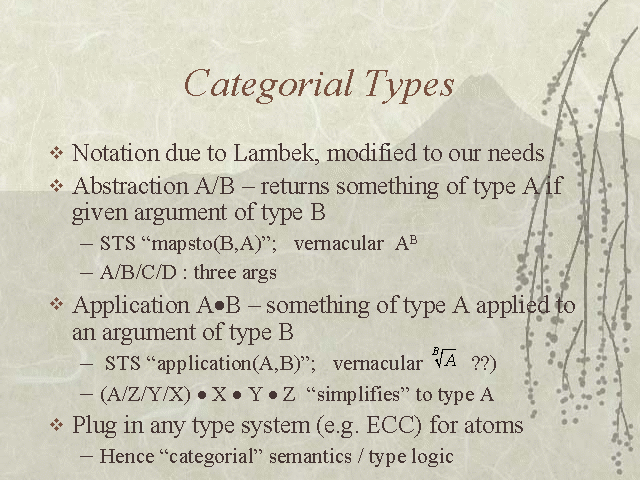 Categorial Types
❖ Notation due to Lambek, modified to our needs
❖ Abstraction A/B – returns something of type A if
given argument of type B
– STS “mapsto(B,A)”; vernacular Aᴮ
– A/B/C/D : three args
❖ Application A●B – something of type A applied to
an argument of type B
– STS “application(A,B)”; vernacular ᴮ√A ??)
– (A/Z/Y/X) ● X ● Y ● Z “simplifies” to type A
❖ Plug in any type system (e.g. ECC) for atoms
– Hence “categorial” semantics / type logic